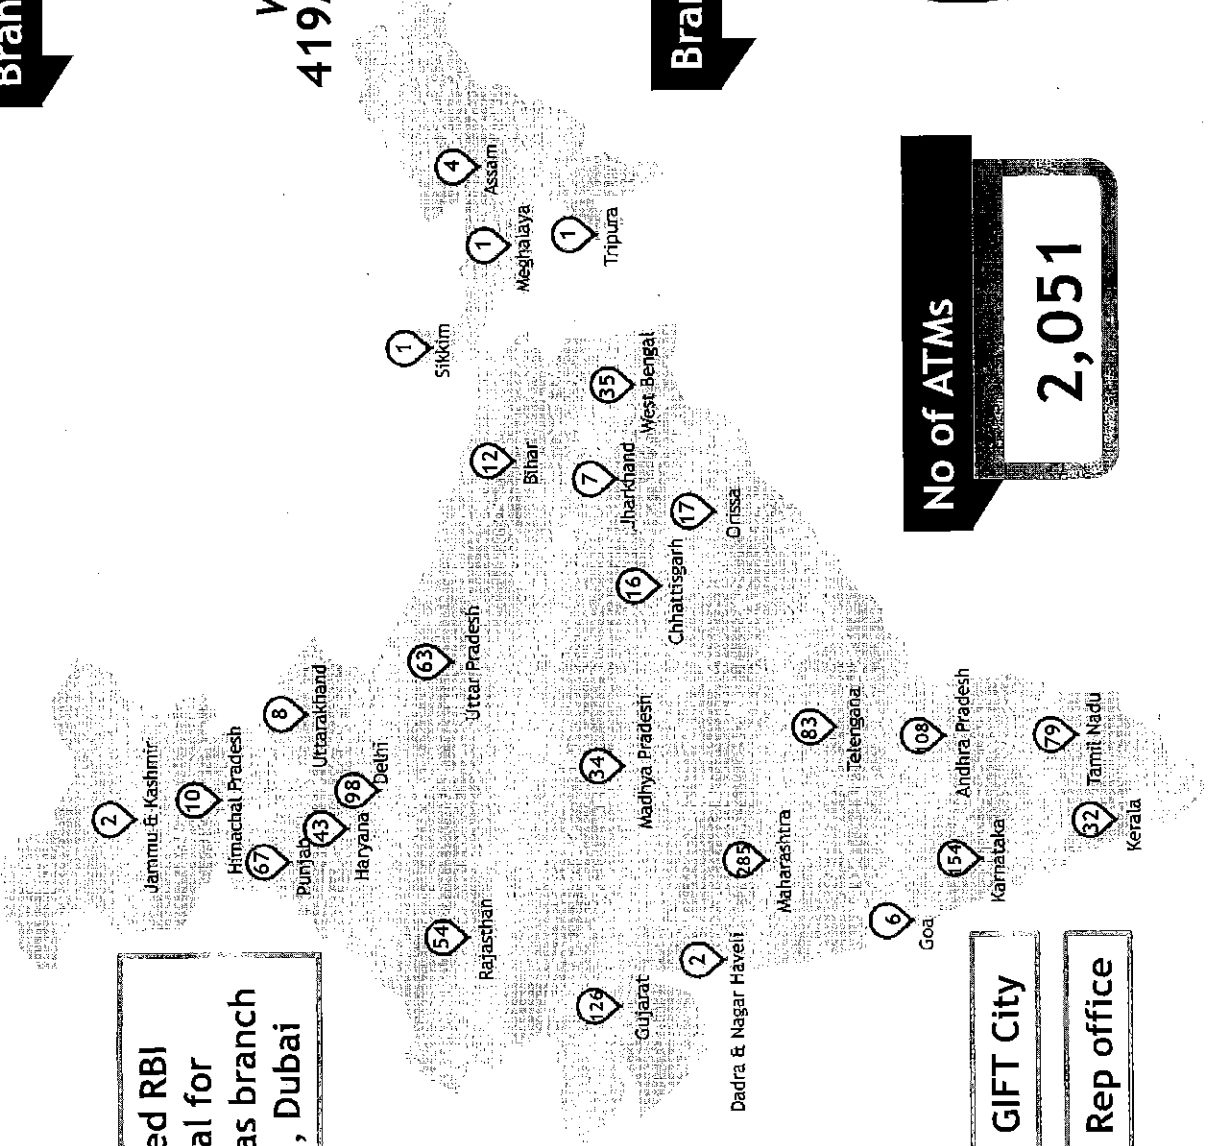 Bran
2
Jammu & Kashmir
ed RBI
al for
as branch
, Dubai
10
Himachal Pradesh
67
Punjab
8
Uttarakhand
43
Haryana
98
Delhi
419
1
Sikkim
54
Rajasthan
63
Uttar Pradesh
4
Assam
12
Bihar
1
Meghalaya
1
Tripura
126
Gujarat
34
Madhya Pradesh
7
Jharkhand
35
West Bengal
16
Chhattisgarh
17
Orissa
Bra
2
Dadra & Nagar Haveli
285
Maharashtra
83
Telengana
6
Goa
108
Andhra Pradesh
No of ATMs
2,051
154
Karnataka
GIFT City
79
Tamil Nadu
32
Kerala
Rep office